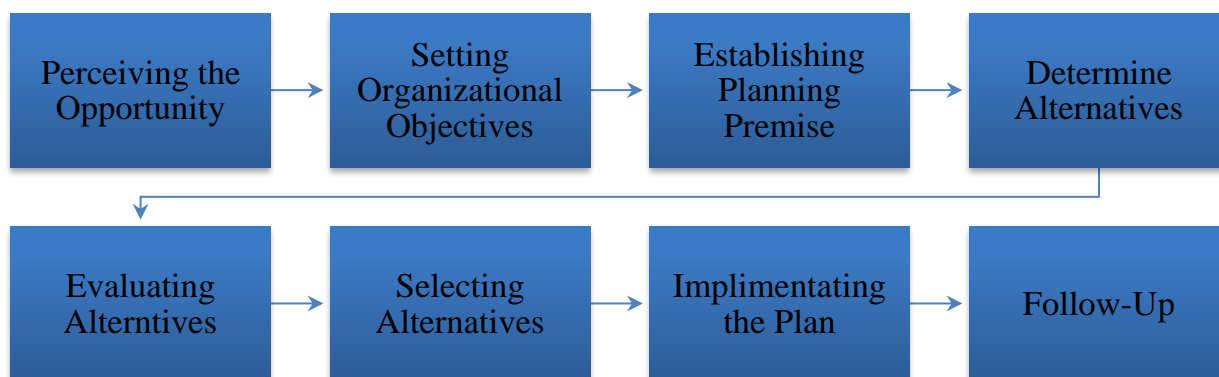 Perceiving the
Opportunity
Setting
Organizational
Objectives
Establishing
Planning
Premise
Determine
Alternatives
Evaluating
Alterntives
Selecting
Alternatives
Implimentating
the Plan
Follow-Up